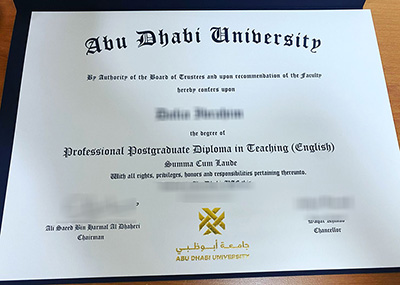 Abu Dhabi University
By Authority of the Board of Trustees and upon recommendation of the Faculty
hereby confers upon
the degree of
Professional Postgraduate Diploma in Teaching (English)
Summa Cum Laude
With all rights, privileges, honors and responsibilities pertaining thereunto.
Ali Saeed Bin Harmal Al Dhaheri
Chairman
Chancellor
جامعة أبوظبي
ABU DHABI UNIVERSITY